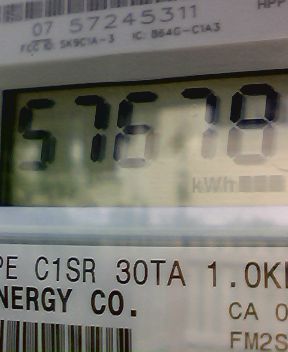 HPP
07 57245311
FCC ID: SK9C1A-3 IC: 864G-C1A3
57678
kWh
PE C1SR 30TA 1.0K
NERGY CO.
CA 0
FM2S